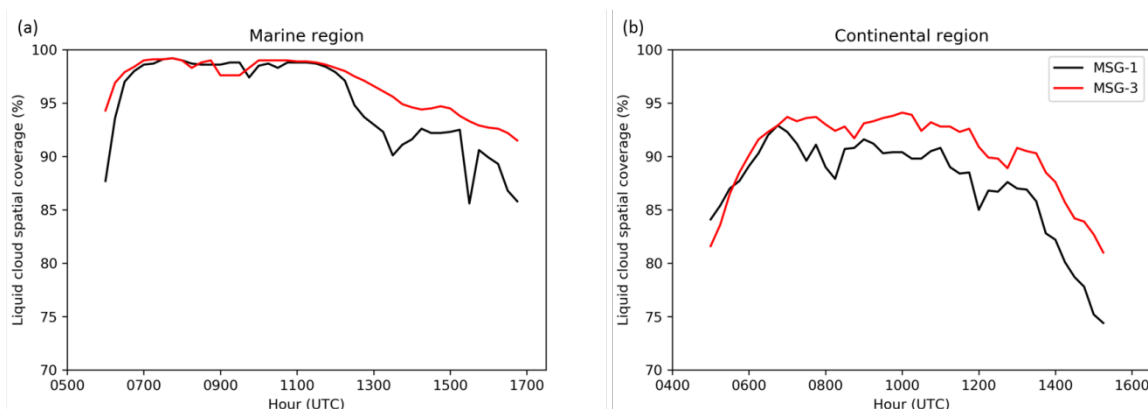 (a)
Marine region
Liquid cloud spatial coverage (%)
100
95
90
85
80
75
70
0500 0700 0900 1100 1300 1500 1700
Hour (UTC)
(b)
Continental region
MSG-1
MSG-3
Liquid cloud spatial coverage (%)
100
95
90
85
80
75
70
0400 0600 0800 1000 1200 1400 1600
Hour (UTC)